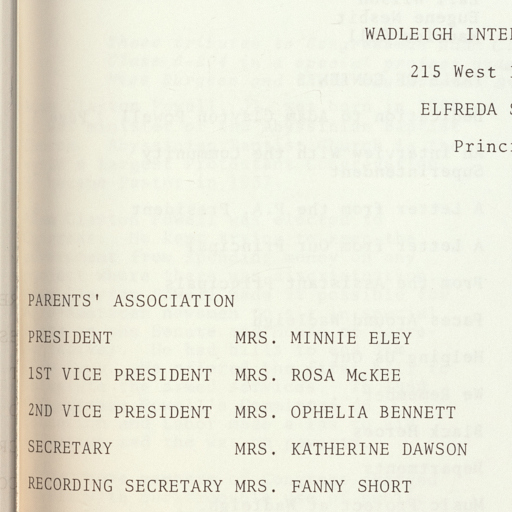 WADLEIGH INTE
215 West
ELFREDA
Princ
PARENTS' ASSOCIATION
PRESIDENT MRS. MINNIE ELEY
1ST VICE PRESIDENT MRS. ROSA McKEE
2ND VICE PRESIDENT MRS. OPHELIA BENNETT
SECRETARY MRS. KATHERINE DAWSON
RECORDING SECRETARY MRS. FANNY SHORT